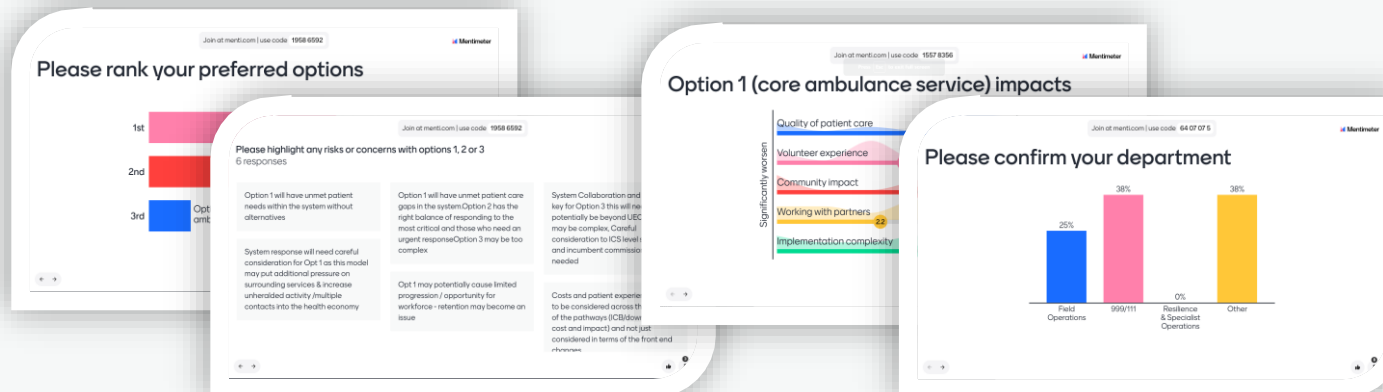 Join at menti.com | use code 1958 6592
Mentimeter
Please rank your preferred options
1st
2nd
3rd
Join at menti.com | use code 1958 6592
Please highlight any risks or concerns with options 1, 2 or 3
6 responses
Option 1 will have unmet patient
needs within the system without
alternatives
System response will need careful
consideration for Opt 1 as this model
may put additional pressure on
surrounding services & increase
unheralded activity /multiple
contacts into the health economy
Option 1 will have unmet patient care
gaps in the system.Option 2 has the
right balance of responding to the
most critical and those who need an
urgent responseOption 3 may be too
complex
Opt 1 may potentially cause limited
progression / opportunity for
workforce - retention may become an
issue
System Collaboration and
key for Option 3 this will
potentially be beyond UEC
may be complex, Careful
consideration to ICS level
and incumbent
needed
Costs and patient
to be considered across
of the pathways
cost and impact) and not just
considered in terms of the front end
changes
Join at menti.com | use code 1557 8356
Mentimeter
Option 1 (core ambulance service) impacts
Significantly worsen
Quality of patient care
Volunteer experience
Community impact
Working with partners
2.2
Implementation complexity
Join at menti.com | use code 64 07 07 5
Mentimeter
Please confirm your department
25%
38%
0%
38%
Field
Operations
999/111
Resilience
& Specialist
Operations
Other